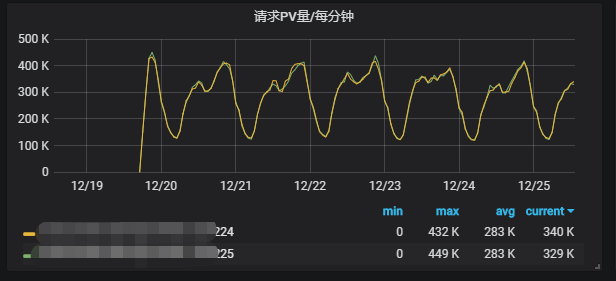 请求PV量/每分钟
500 K
400 K
300 K
200 K
100 K
0
12/19 12/20 12/21 12/22 12/23 12/24 12/25
min max avg current
224 0 432 K 283 K 340 K
225 0 449 K 283 K 329 K